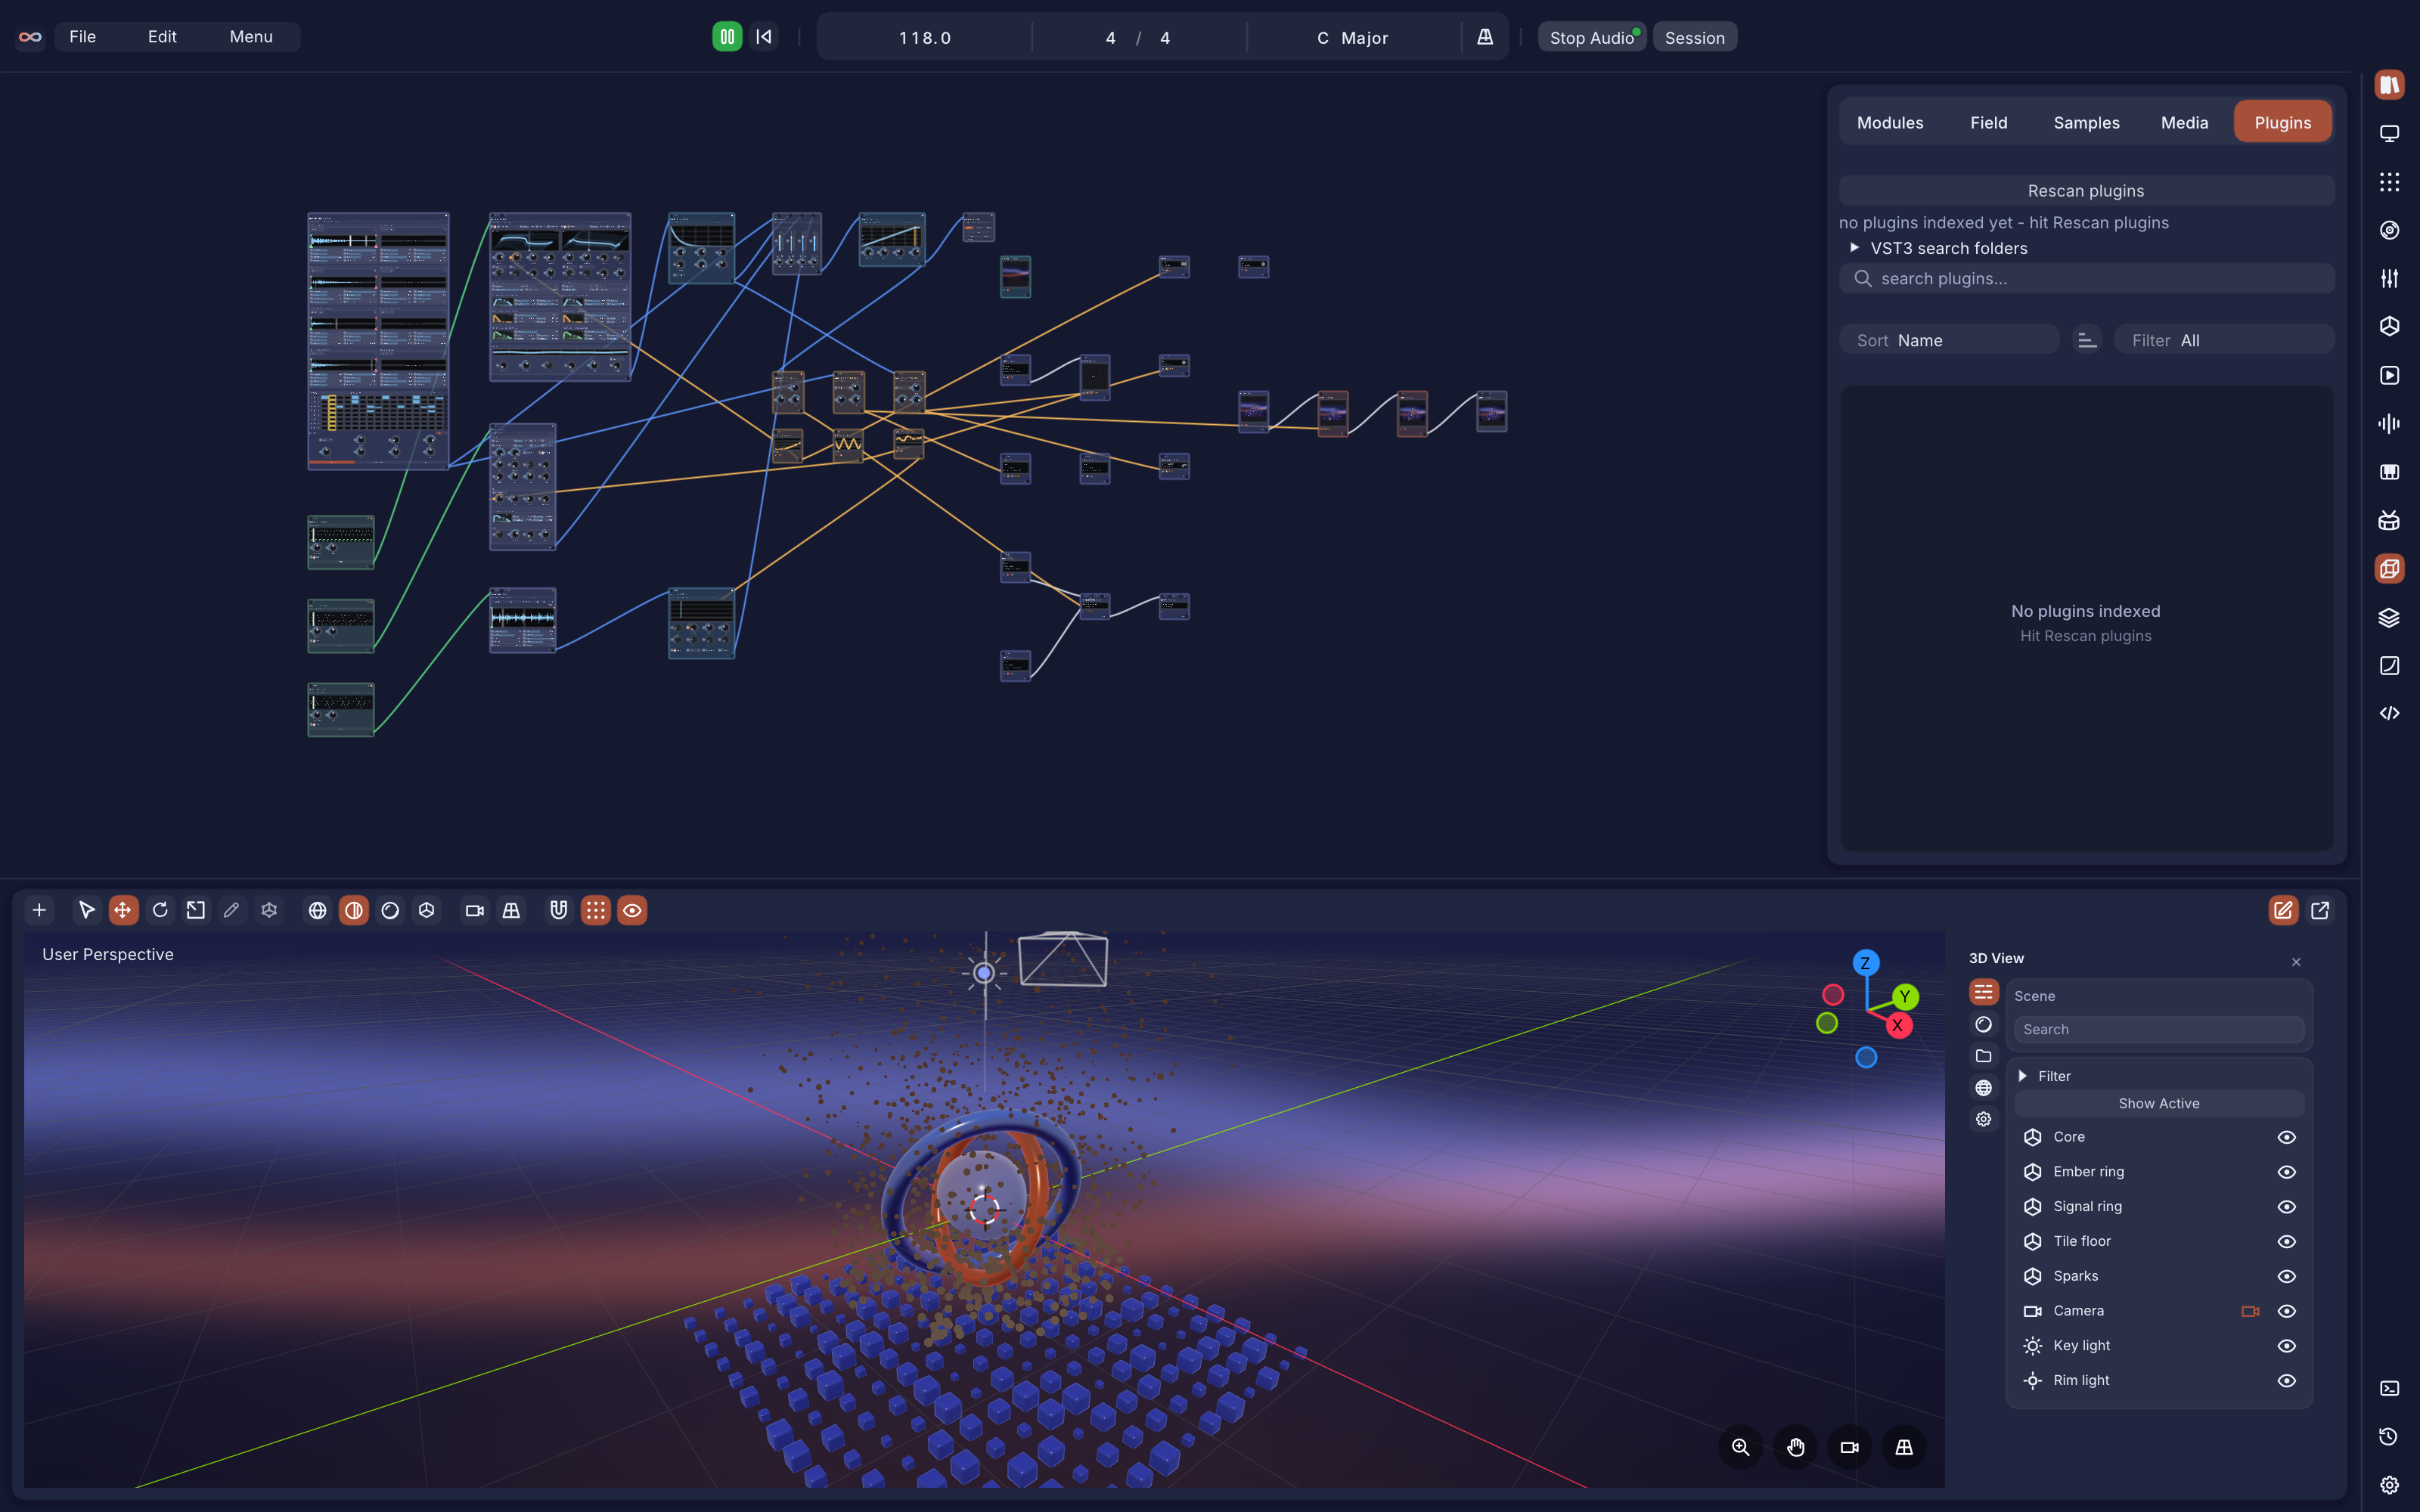 File Edit Menu
118.0 4 / 4 C Major
Stop Audio Session
Modules Field Samples Media Plugins
Rescan plugins
no plugins indexed yet - hit Rescan plugins
VST3 search folders
search plugins...
Sort Name Filter All
No plugins indexed
Hit Rescan plugins
User Perspective
Z
Y
X
3D View
Scene
Search
Filter
Show Active
Core
Ember ring
Signal ring
Tile floor
Sparks
Camera
Key light
Rim light